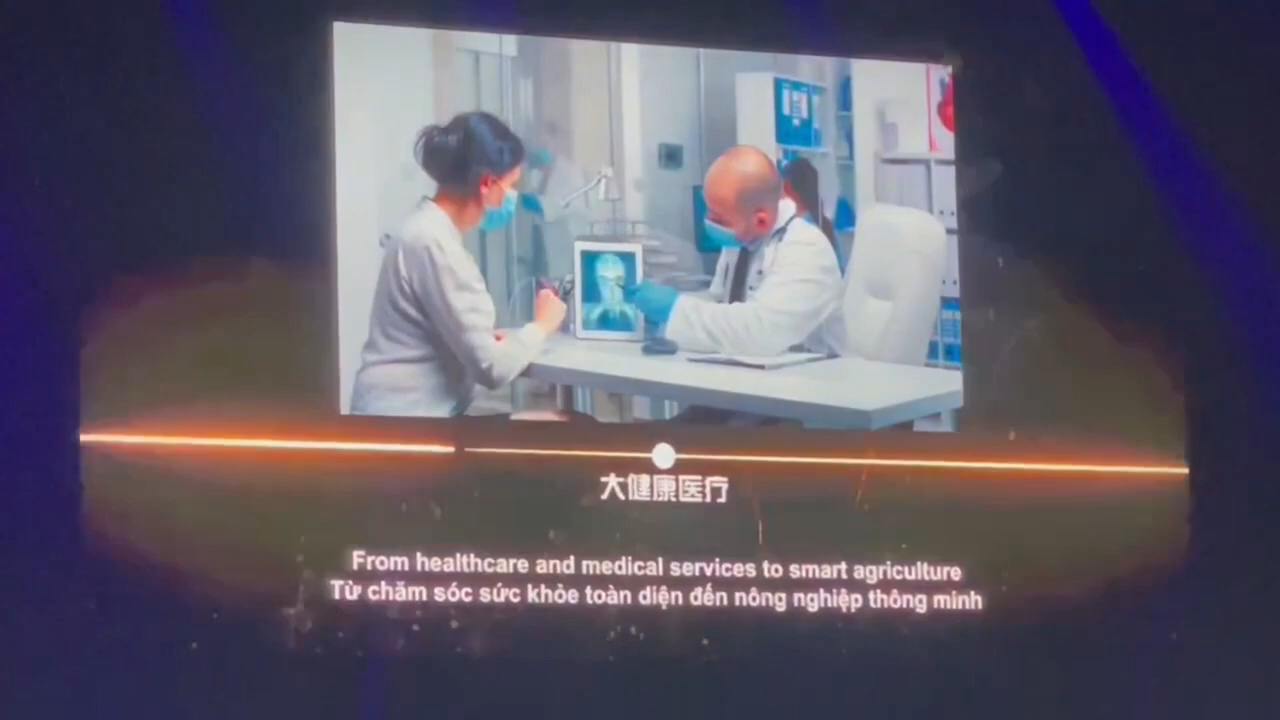 大健康医疗
From healthcare and medical services to smart agriculture
Từ chăm sóc sức khỏe toàn diện đến nông nghiệp thông minh